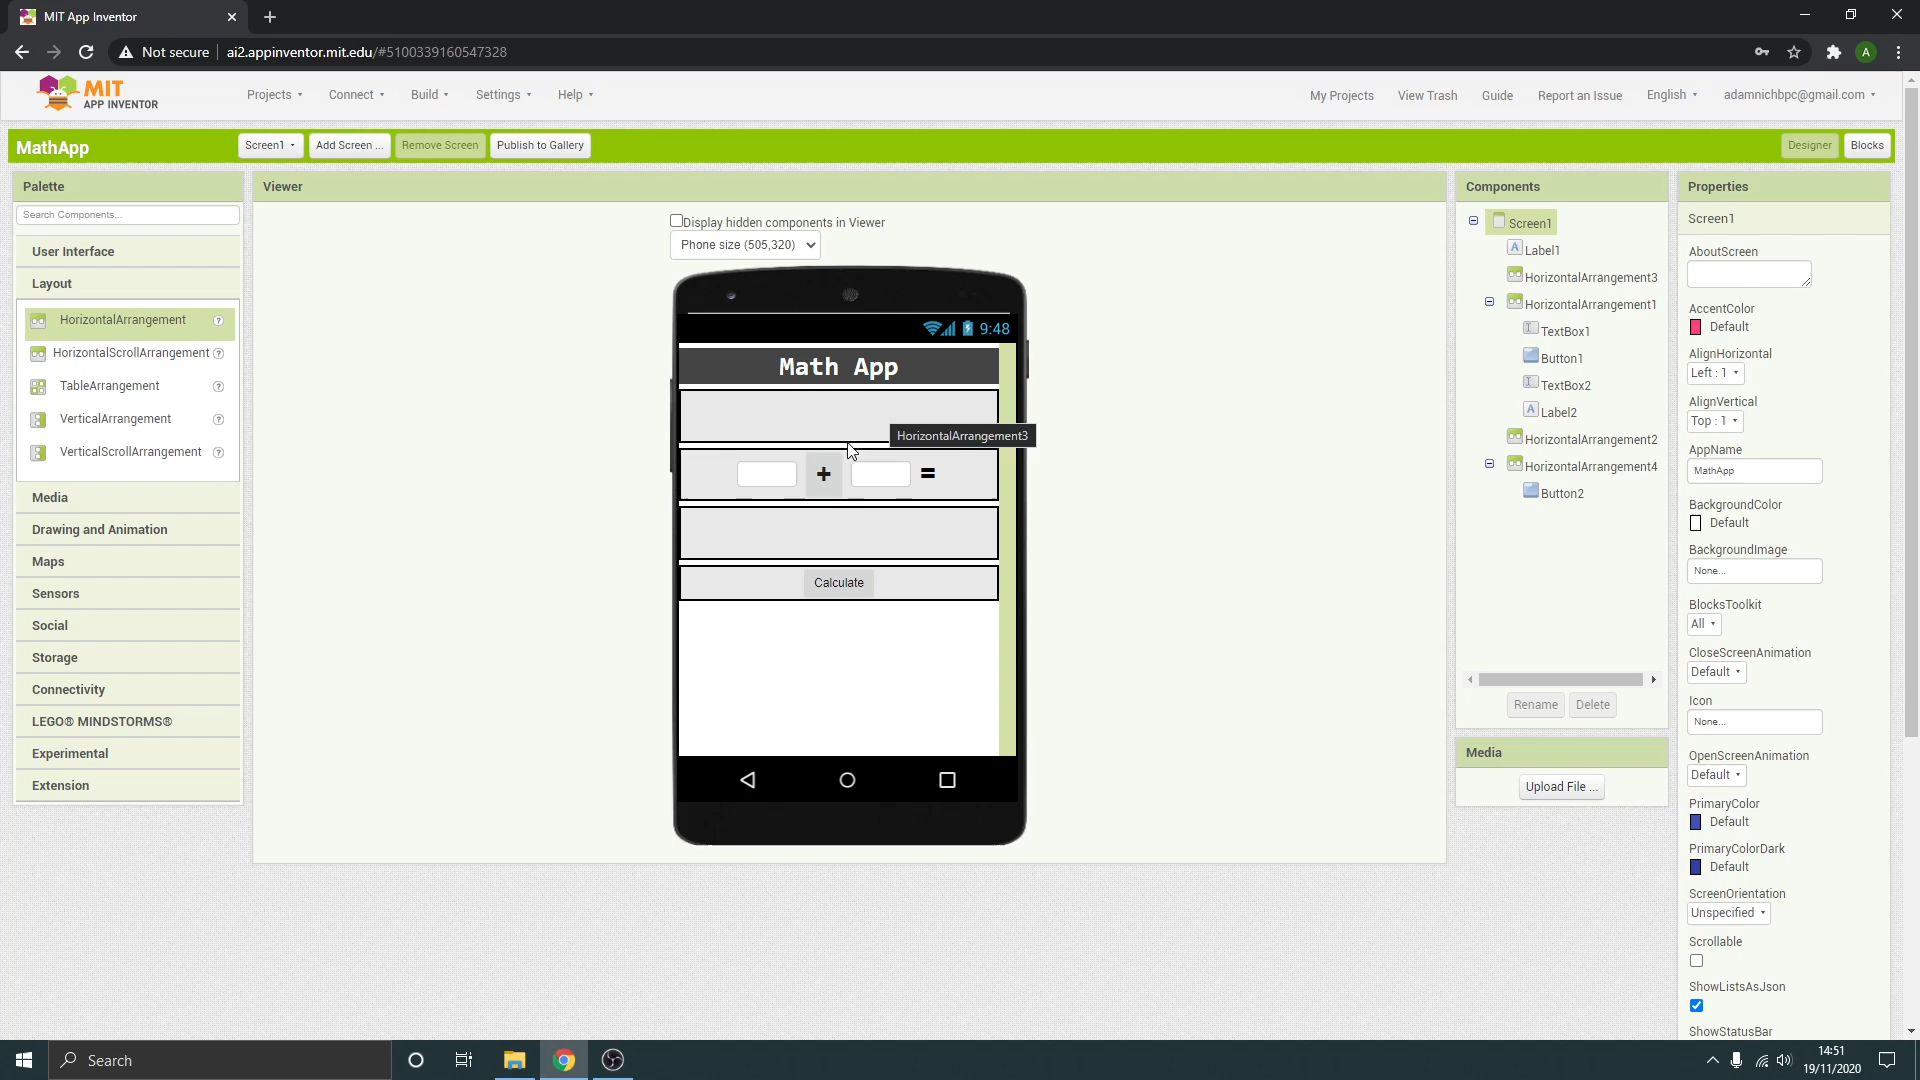 MIT App Inventor
Not secure
ai2.appinventor.mit.edu/#5100339160547328
A
MIT
APP INVENTOR
Projects
Connect
Build
Settings
Help
My Projects
View Trash
Guide
Report an Issue
English
adamnichbpc@gmail.com
MathApp
Screen1
Add Screen ...
Remove Screen
Publish to Gallery
Designer
Blocks
Palette
Search Components...
User Interface
Layout
HorizontalArrangement
HorizontalScrollArrangement
TableArrangement
VerticalArrangement
VerticalScrollArrangement
Media
Drawing and Animation
Maps
Sensors
Social
Storage
Connectivity
LEGO® MINDSTORMS®
Experimental
Extension
Viewer
Display hidden components in Viewer
Phone size (505,320)
9:48
Math App
HorizontalArrangement3
+ =
Calculate
Components
Screen1
Label1
HorizontalArrangement3
HorizontalArrangement1
TextBox1
Button1
TextBox2
Label2
HorizontalArrangement2
HorizontalArrangement4
Button2
Rename
Delete
Media
Upload File ...
Properties
Screen1
AboutScreen
AccentColor
Default
AlignHorizontal
Left : 1
AlignVertical
Top : 1
AppName
MathApp
BackgroundColor
Default
BackgroundImage
None...
BlocksToolkit
All
CloseScreenAnimation
Default
Icon
None...
OpenScreenAnimation
Default
PrimaryColor
Default
PrimaryColorDark
Default
ScreenOrientation
Unspecified
Scrollable
ShowListsAsJson
ShowStatusBar
Search
14:51
19/11/2020